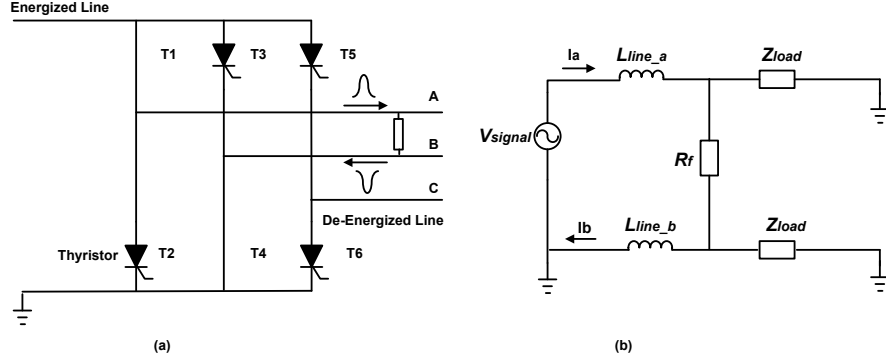 Energized Line
T1
T3
T5
A
B
C
De-Energized Line
Thyristor
T2
T4
T6
(a)
Ia
Lline_a
Zload
Vsignal
Rf
Ib
Lline_b
Zload
(b)